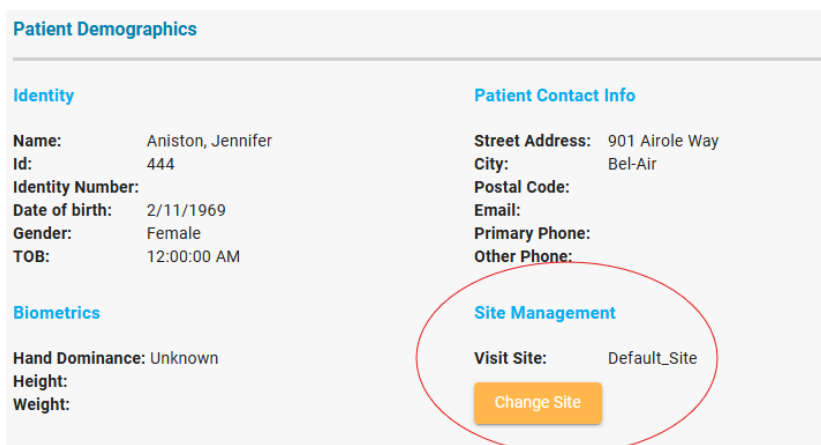 Patient Demographics
Identity
Name: Aniston, Jennifer
Id: 444
Identity Number:
Date of birth: 2/11/1969
Gender: Female
TOB: 12:00:00 AM
Patient Contact Info
Street Address: 901 Airole Way
City: Bel-Air
Postal Code:
Email:
Primary Phone:
Other Phone:
Biometrics
Hand Dominance: Unknown
Height:
Weight:
Site Management
Visit Site: Default_Site
Change Site